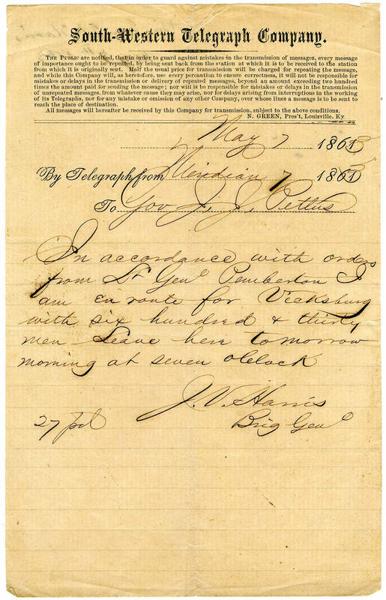 South-Western Telegraph Company.
THE PUBLIC are notified, that in order to guard against mistakes in the transmission of messages, every message
of importance ought to be repeated, by being sent back from the station at which it is to be received to the station
from which it is originally sent. Half the usual price for transmission will be charged for repeating the message,
and while this Company will, as heretofore, use every precaution to ensure correctness, it will not be responsible for
mistakes or delays in the transmission or delivery of repeated messages, beyond an amount exceeding two hundred
times the amount paid for sending the message; nor will it be responsible for mistakes or delays in the transmission
of unrepeated messages, from whatever cause they may arise, nor for delays arising from interruptions in the working
of its Telegraphs, nor for any mistake or omission of any other Company, over whose lines a message is to be sent to
reach the place of destination.
All messages hereafter be received by this Company for transmission, subject to the above conditions.
N. GREEN, Pres't, Louisville, Ky
May 7 1863
By Telegraph from Meridian 7 1863
To Gov J. J. Pettus
In accordance with orders
from Lt Genl Pemberton I
am en route for Vicksburg
with six hundred & thirty
men Leave here tomorrow
morning at seven oClock
J. V. Harris
27 pd Brig Genl